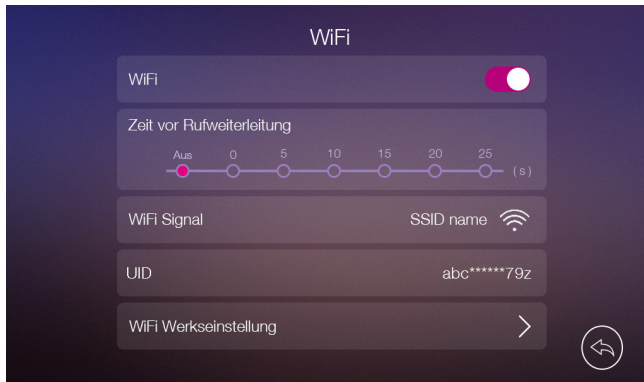 WiFi
WiFi
Zeit vor Rufweiterleitung
Aus 0 5 10 15 20 25 (s)
WiFi Signal SSID name
UID abc******79z
WiFi Werkseinstellung